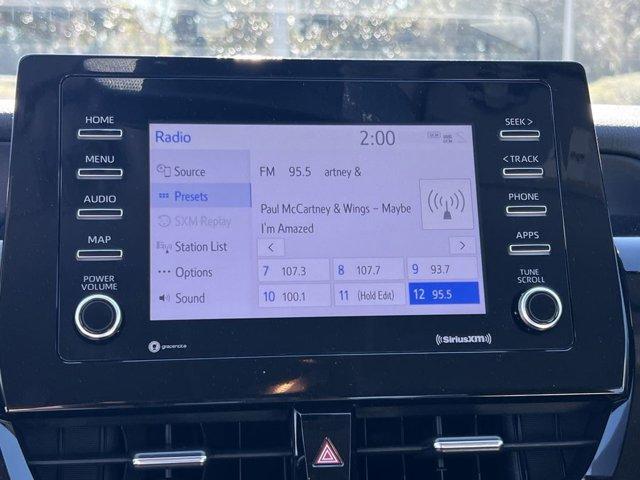 HOME
MENU
AUDIO
MAP
POWER
VOLUME
Radio 2:00
Source
Presets
SXM Replay
Station List
Options
Sound
FM 95.5 artney &
Paul McCartney & Wings – Maybe
I'm Amazed
< >
7 107.3 8 107.7 9 93.7
10 100.1 11 (Hold Edit) 12 95.5
SEEK >
< TRACK
PHONE
APPS
TUNE
SCROLL
gracenote
((SiriusXM))